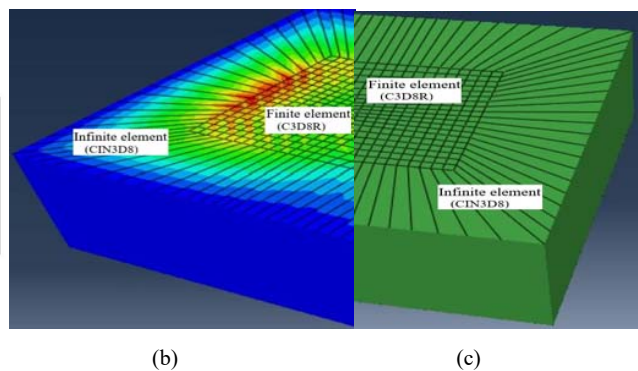 Infinite element
(CIN3D8)
Finite element
(C3D8R)
Finite element
(C3D8R)
Infinite element
(CIN3D8)
(b)
(c)